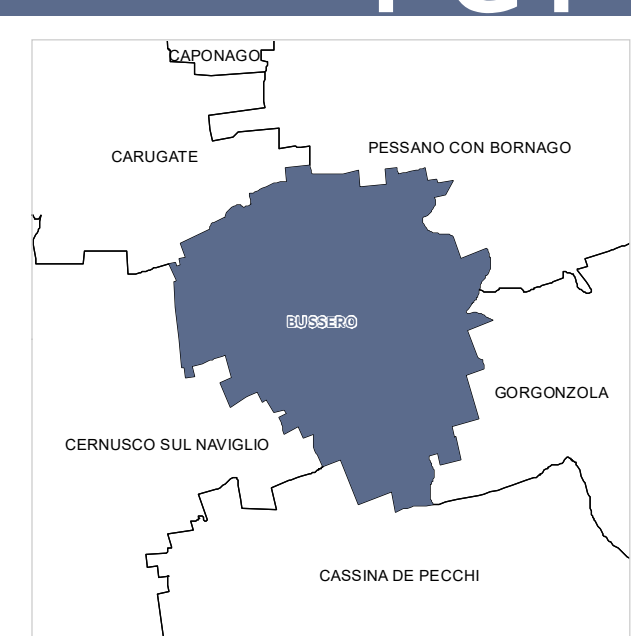 CAPONAGO
PESSANO CON BORNAGO
CARUGATE
BUSSERO
GORGONZOLA
CERNUSCO SUL NAVIGLIO
CASSINA DE PECCHI